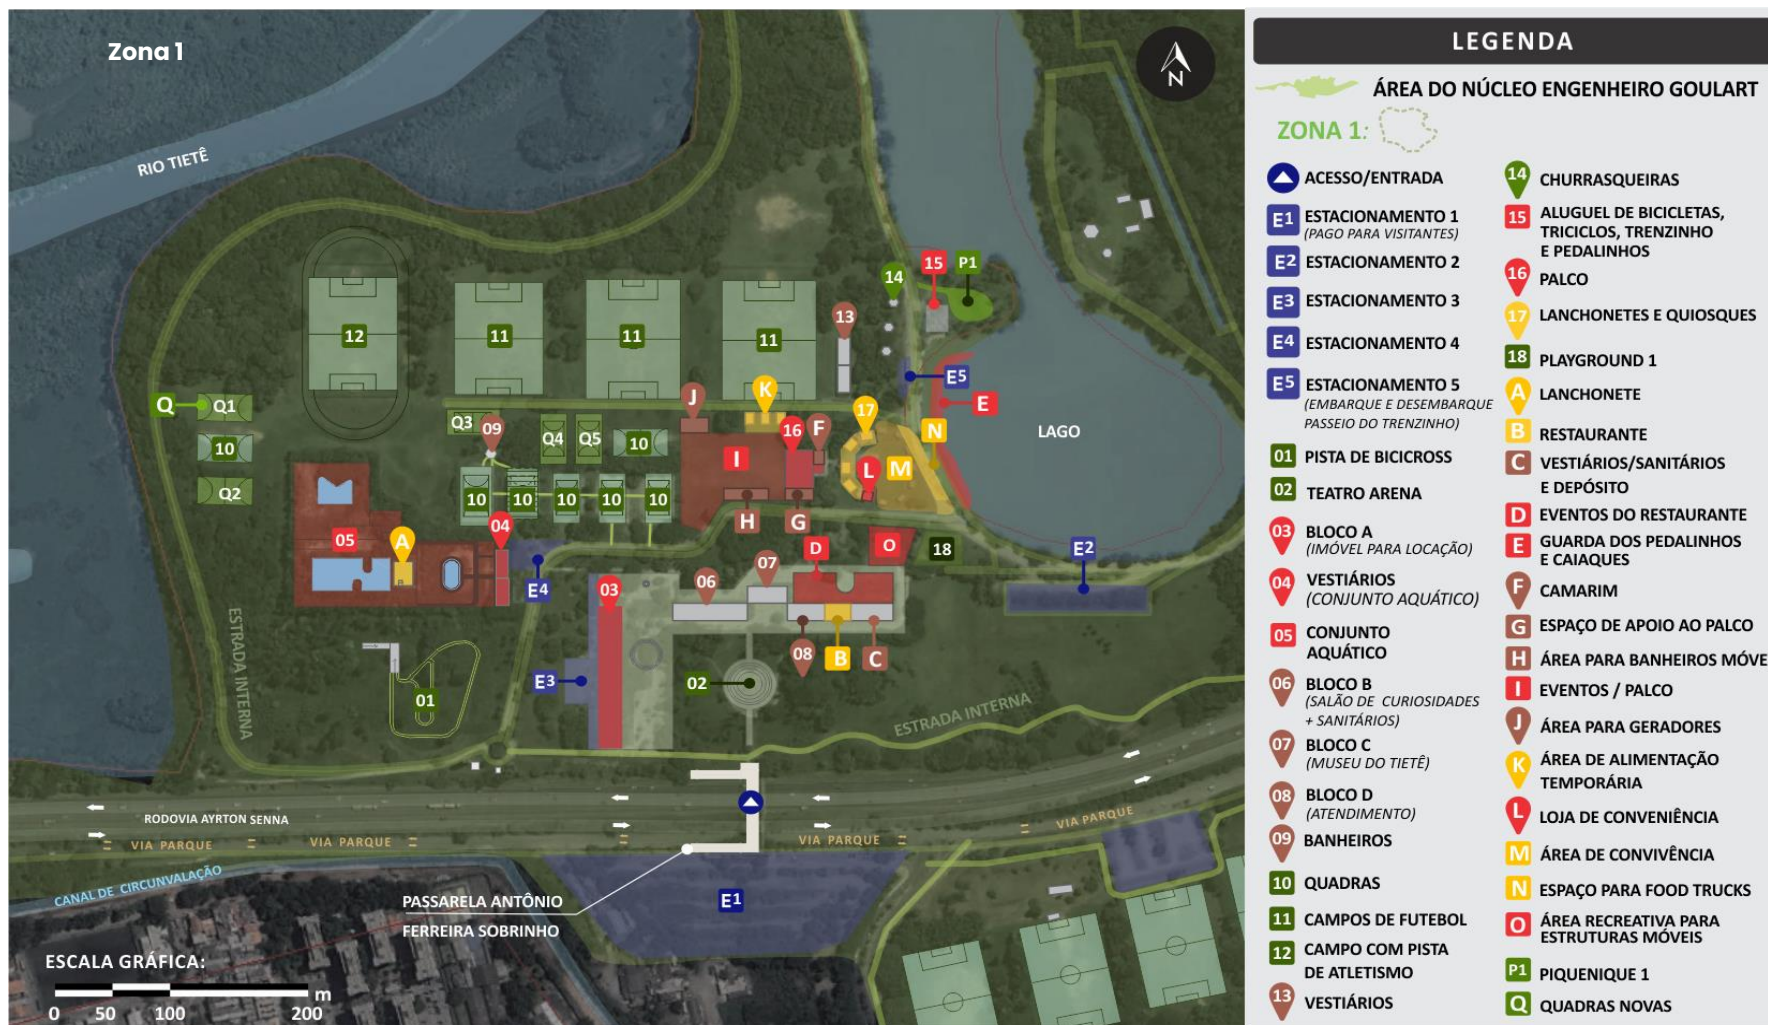 Zona 1
N
RIO TIETÊ
14
15
P1
13
12
11
11
11
E5
E
K
J
17
Q
Q1
Q3
09
Q4
Q5
10
16
F
N
LAGO
10
I
M
L
Q2
10
10
10
10
10
H
G
04
05
A
E4
D
O
18
E2
07
06
03
08
B
C
E3
02
01
ESTRADA INTERNA
ESTRADA INTERNA
RODOVIA AYRTON SENNA
VIA PARQUE
VIA PARQUE
VIA PARQUE
VIA PARQUE
CANAL DE CIRCUNVALAÇÃO
E1
PASSARELA ANTÔNIO
FERREIRA SOBRINHO
ESCALA GRÁFICA:
m
0 50 100 200
LEGENDA
ÁREA DO NÚCLEO ENGENHEIRO GOULART
ZONA 1:
ACESSO/ENTRADA
E1 ESTACIONAMENTO 1
(PAGO PARA VISITANTES)
E2 ESTACIONAMENTO 2
E3 ESTACIONAMENTO 3
E4 ESTACIONAMENTO 4
E5 ESTACIONAMENTO 5
(EMBARQUE E DESEMBARQUE
PASSEIO DO TRENZINHO)
01 PISTA DE BICICROSS
02 TEATRO ARENA
03 BLOCO A
(IMÓVEL PARA LOCAÇÃO)
04 VESTIÁRIOS
(CONJUNTO AQUÁTICO)
05 CONJUNTO
AQUÁTICO
06 BLOCO B
(SALÃO DE CURIOSIDADES
+ SANITÁRIOS)
07 BLOCO C
(MUSEU DO TIETÊ)
08 BLOCO D
(ATENDIMENTO)
09 BANHEIROS
10 QUADRAS
11 CAMPOS DE FUTEBOL
12 CAMPO COM PISTA
DE ATLETISMO
13 VESTIÁRIOS
14 CHURRASQUEIRAS
15 ALUGUEL DE BICICLETAS,
TRICICLOS, TRENZINHO
E PEDALINHOS
16 PALCO
17 LANCHONETES E QUIOSQUES
18 PLAYGROUND 1
A LANCHONETE
B RESTAURANTE
C VESTIÁRIOS/SANITÁRIOS
E DEPÓSITO
D EVENTOS DO RESTAURANTE
E GUARDA DOS PEDALINHOS
E CAIAQUES
F CAMARIM
G ESPAÇO DE APOIO AO PALCO
H ÁREA PARA BANHEIROS MÓVE
I EVENTOS / PALCO
J ÁREA PARA GERADORES
K ÁREA DE ALIMENTAÇÃO
TEMPORÁRIA
L LOJA DE CONVENIÊNCIA
M ÁREA DE CONVIVÊNCIA
N ESPAÇO PARA FOOD TRUCKS
O ÁREA RECREATIVA PARA
ESTRUTURAS MÓVEIS
P1 PIQUENIQUE 1
Q QUADRAS NOVAS